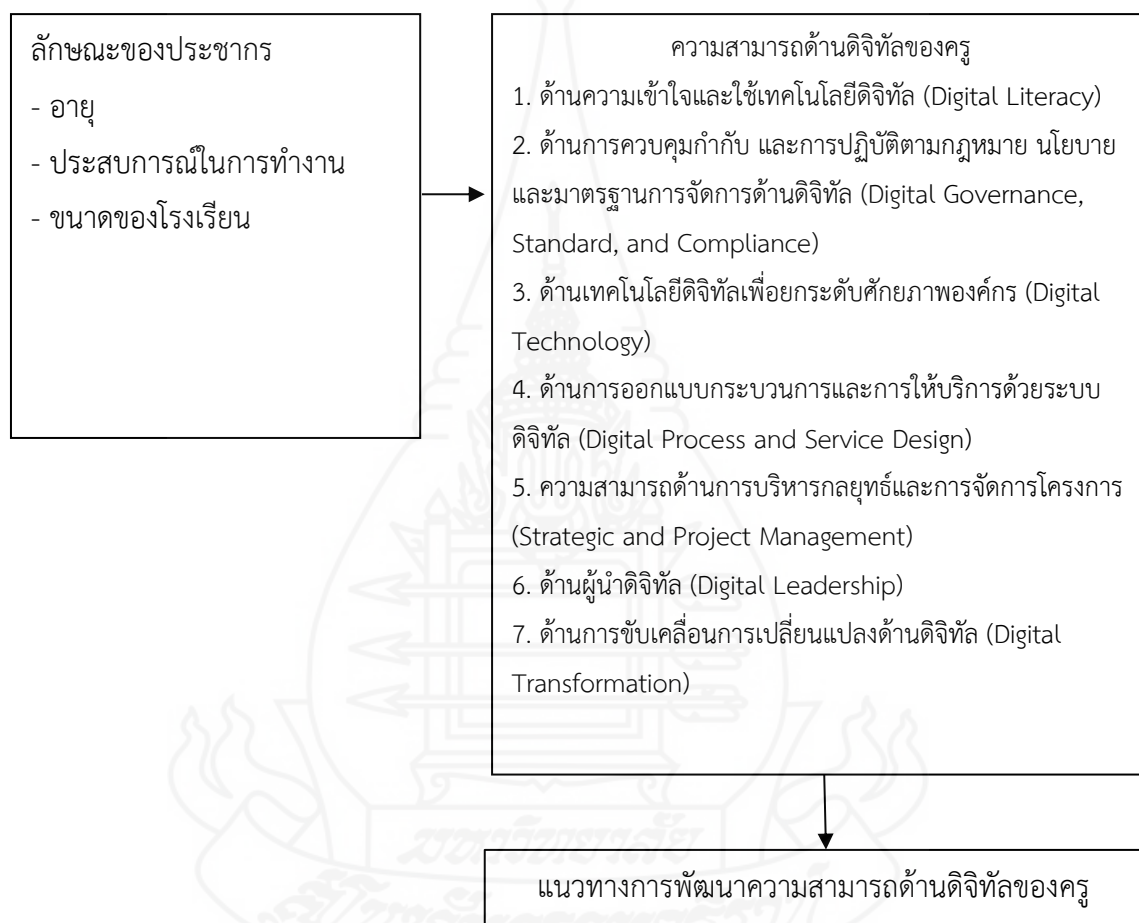 ลักษณะของประชากร
- อายุ
- ประสบการณ์ในการทำงาน
- ขนาดของโรงเรียน
ความสามารถด้านดิจิทัลของครู
1. ด้านความเข้าใจและใช้เทคโนโลยีดิจิทัล (Digital Literacy)
2. ด้านการควบคุมกำกับ และการปฏิบัติตามกฎหมาย นโยบาย
และมาตรฐานการจัดการด้านดิจิทัล (Digital Governance,
Standard, and Compliance)
3. ด้านเทคโนโลยีดิจิทัลเพื่อยกระดับศักยภาพองค์กร (Digital
Technology)
4. ด้านการออกแบบกระบวนการและการให้บริการด้วยระบบ
ดิจิทัล (Digital Process and Service Design)
5. ความสามารถด้านการบริหารกลยุทธ์และการจัดการโครงการ
(Strategic and Project Management)
6. ด้านผู้นำดิจิทัล (Digital Leadership)
7. ด้านการขับเคลื่อนการเปลี่ยนแปลงด้านดิจิทัล (Digital
Transformation)
มหาวิทยาลัย
แนวทางการพัฒนาความสามารถด้านดิจิทัลของครู